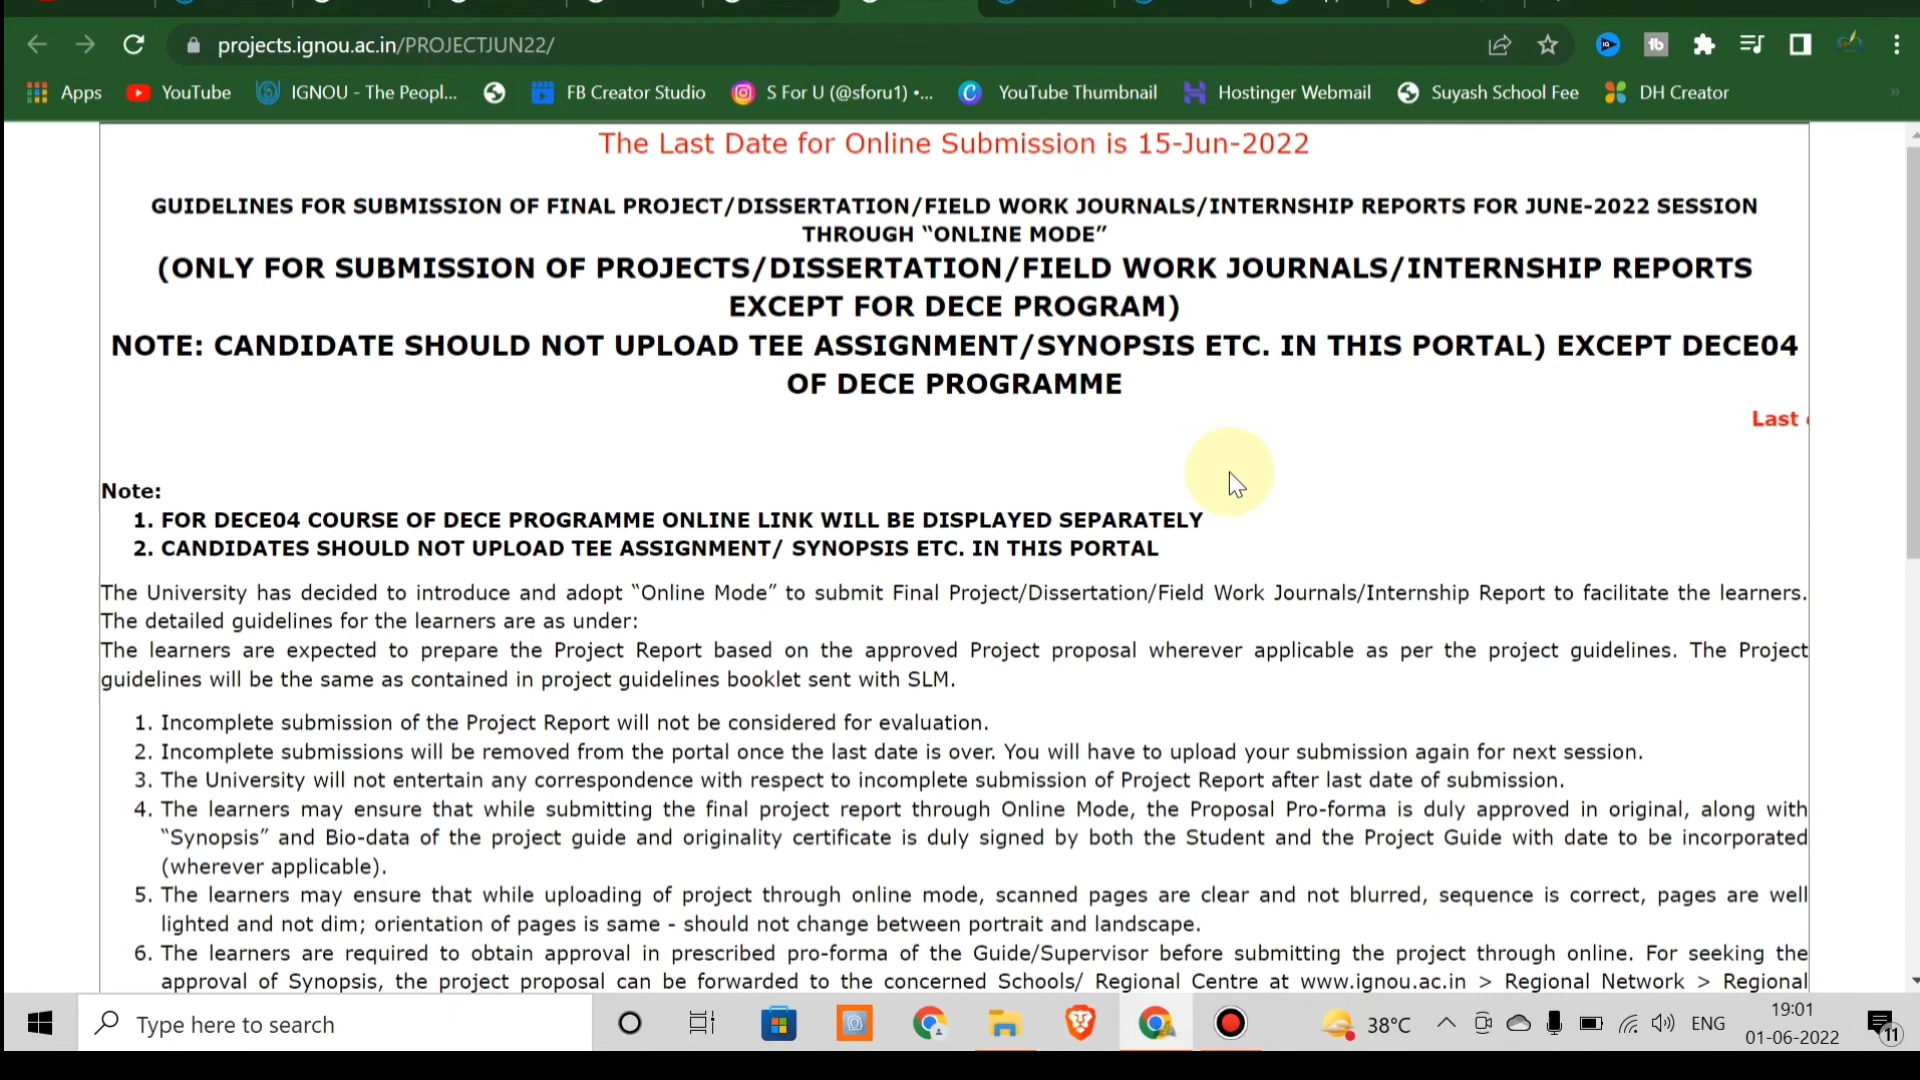 projects.ignou.ac.in/PROJECTJUN22/
Apps YouTube IGNOU - The Peopl... FB Creator Studio S For U (@sforu1) •... YouTube Thumbnail Hostinger Webmail Suyash School Fee DH Creator »
The Last Date for Online Submission is 15-Jun-2022
GUIDELINES FOR SUBMISSION OF FINAL PROJECT/DISSERTATION/FIELD WORK JOURNALS/INTERNSHIP REPORTS FOR JUNE-2022 SESSION
THROUGH “ONLINE MODE”
(ONLY FOR SUBMISSION OF PROJECTS/DISSERTATION/FIELD WORK JOURNALS/INTERNSHIP REPORTS
EXCEPT FOR DECE PROGRAM)
NOTE: CANDIDATE SHOULD NOT UPLOAD TEE ASSIGNMENT/SYNOPSIS ETC. IN THIS PORTAL) EXCEPT DECE04
OF DECE PROGRAMME
Last
Note:
1. FOR DECE04 COURSE OF DECE PROGRAMME ONLINE LINK WILL BE DISPLAYED SEPARATELY
2. CANDIDATES SHOULD NOT UPLOAD TEE ASSIGNMENT/ SYNOPSIS ETC. IN THIS PORTAL
The University has decided to introduce and adopt “Online Mode” to submit Final Project/Dissertation/Field Work Journals/Internship Report to facilitate the learners.
The detailed guidelines for the learners are as under:
The learners are expected to prepare the Project Report based on the approved Project proposal wherever applicable as per the project guidelines. The Project
guidelines will be the same as contained in project guidelines booklet sent with SLM.
1. Incomplete submission of the Project Report will not be considered for evaluation.
2. Incomplete submissions will be removed from the portal once the last date is over. You will have to upload your submission again for next session.
3. The University will not entertain any correspondence with respect to incomplete submission of Project Report after last date of submission.
4. The learners may ensure that while submitting the final project report through Online Mode, the Proposal Pro-forma is duly approved in original, along with
“Synopsis” and Bio-data of the project guide and originality certificate is duly signed by both the Student and the Project Guide with date to be incorporated
(wherever applicable).
5. The learners may ensure that while uploading of project through online mode, scanned pages are clear and not blurred, sequence is correct, pages are well
lighted and not dim; orientation of pages is same - should not change between portrait and landscape.
6. The learners are required to obtain approval in prescribed pro-forma of the Guide/Supervisor before submitting the project through online. For seeking the
approval of Synopsis, the project proposal can be forwarded to the concerned Schools/ Regional Centre at www.ignou.ac.in > Regional Network > Regional
Type here to search 38°C ENG 19:01
01-06-2022 11